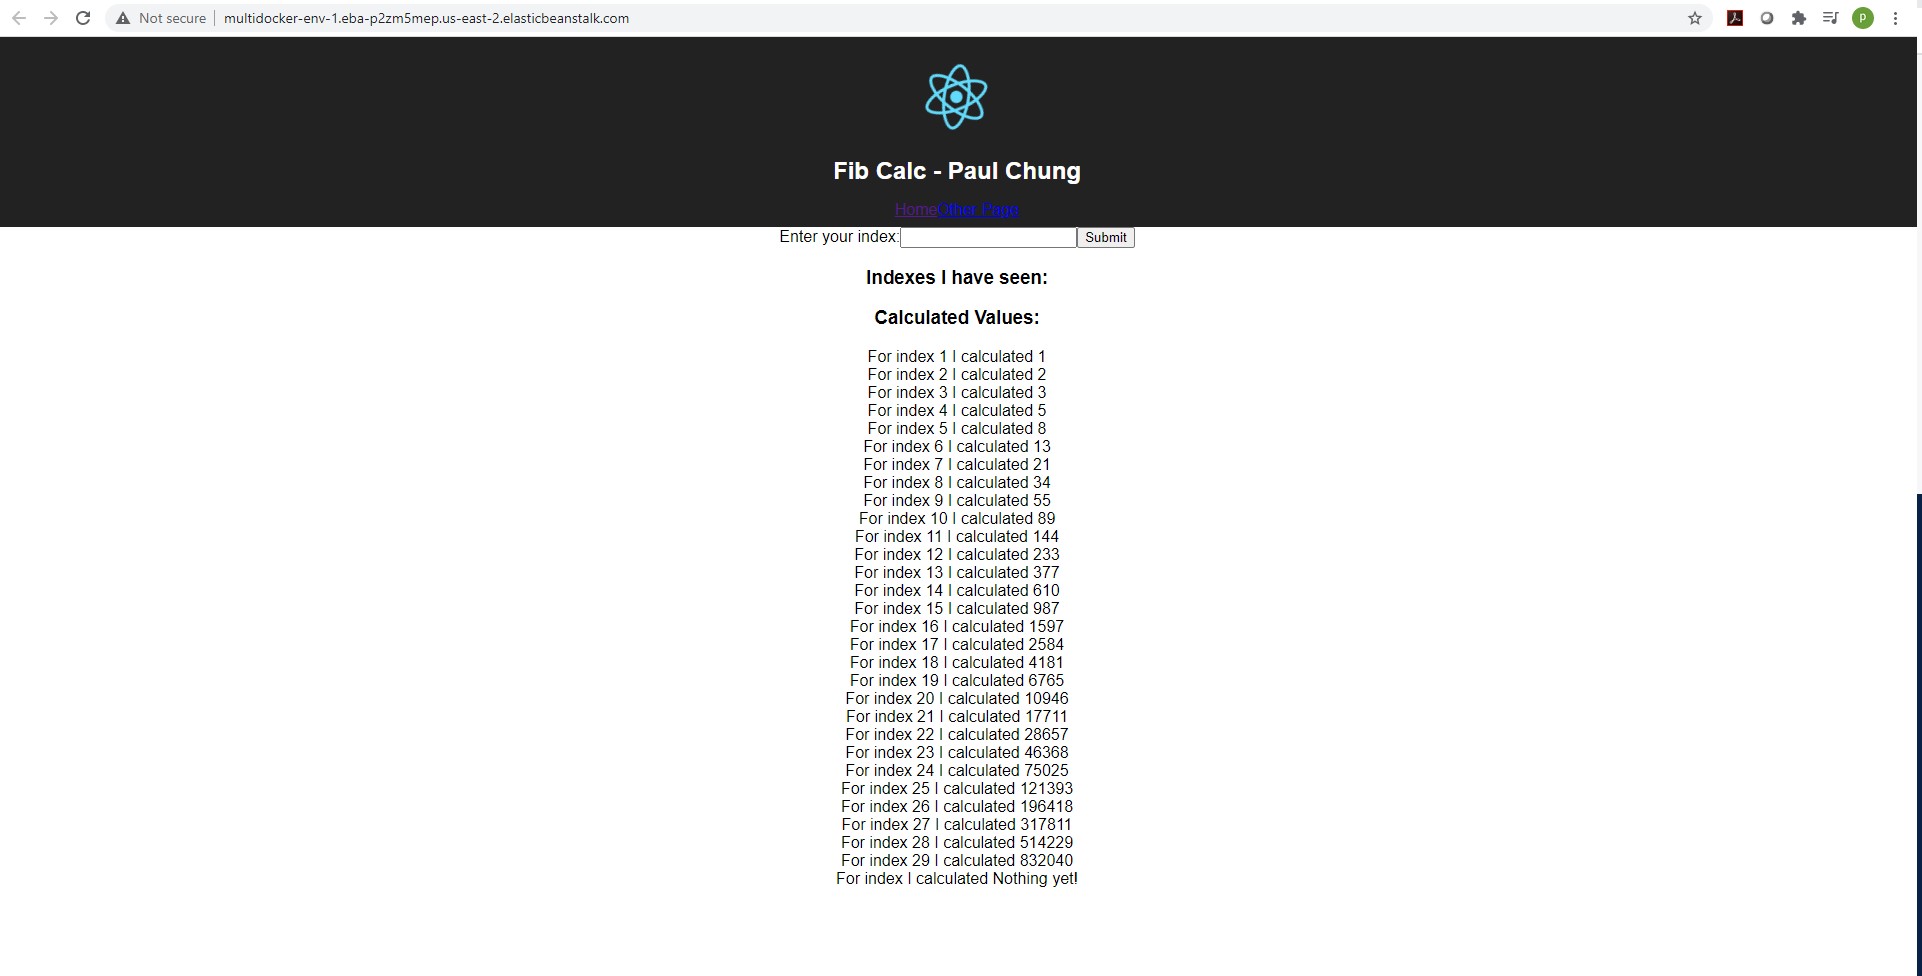 Not secure | multidocker-env-1.eba-p2zm5mep.us-east-2.elasticbeanstalk.com
P
Fib Calc - Paul Chung
HomeOther Page
Enter your index: Submit
Indexes I have seen:
Calculated Values:
For index 1 I calculated 1
For index 2 I calculated 2
For index 3 I calculated 3
For index 4 I calculated 5
For index 5 I calculated 8
For index 6 I calculated 13
For index 7 I calculated 21
For index 8 I calculated 34
For index 9 I calculated 55
For index 10 I calculated 89
For index 11 I calculated 144
For index 12 I calculated 233
For index 13 I calculated 377
For index 14 I calculated 610
For index 15 I calculated 987
For index 16 I calculated 1597
For index 17 I calculated 2584
For index 18 I calculated 4181
For index 19 I calculated 6765
For index 20 I calculated 10946
For index 21 I calculated 17711
For index 22 I calculated 28657
For index 23 I calculated 46368
For index 24 I calculated 75025
For index 25 I calculated 121393
For index 26 I calculated 196418
For index 27 I calculated 317811
For index 28 I calculated 514229
For index 29 I calculated 832040
For index I calculated Nothing yet!